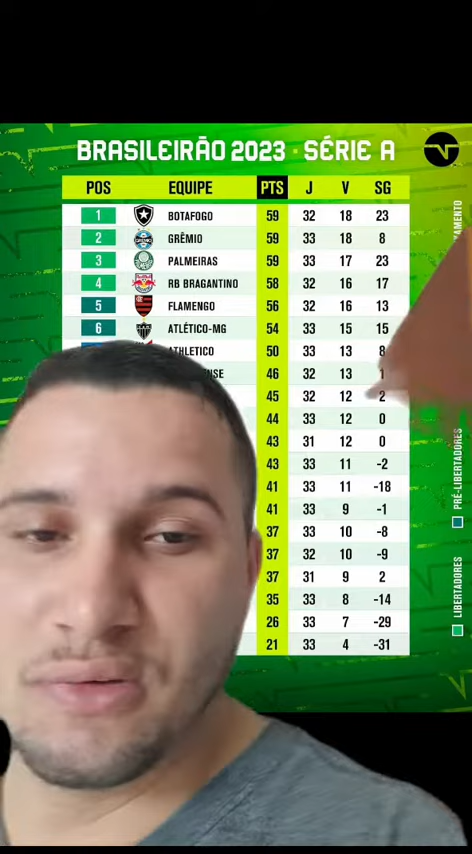 BRASILEIRÃO 2023 · SÉRIE A
POS EQUIPE PTS J V SG
1 BOTAFOGO 59 32 18 23
2 GRÊMIO 59 33 18 8
3 PALMEIRAS 59 33 17 23
4 RB BRAGANTINO 58 32 16 17
5 FLAMENGO 56 32 16 13
6 ATLÉTICO-MG 54 33 15 15
ATHLETICO 50 33 13 8
ENSE 46 32 13 1
45 32 12 2
44 33 12 0
43 31 12 0
43 33 11 -2
41 33 11 -18
41 33 9 -1
37 33 10 -8
37 32 10 -9
37 31 9 2
35 33 8 -14
26 33 7 -29
21 33 4 -31
AMENTO
PRÉ-LIBERTADORES
LIBERTADORES